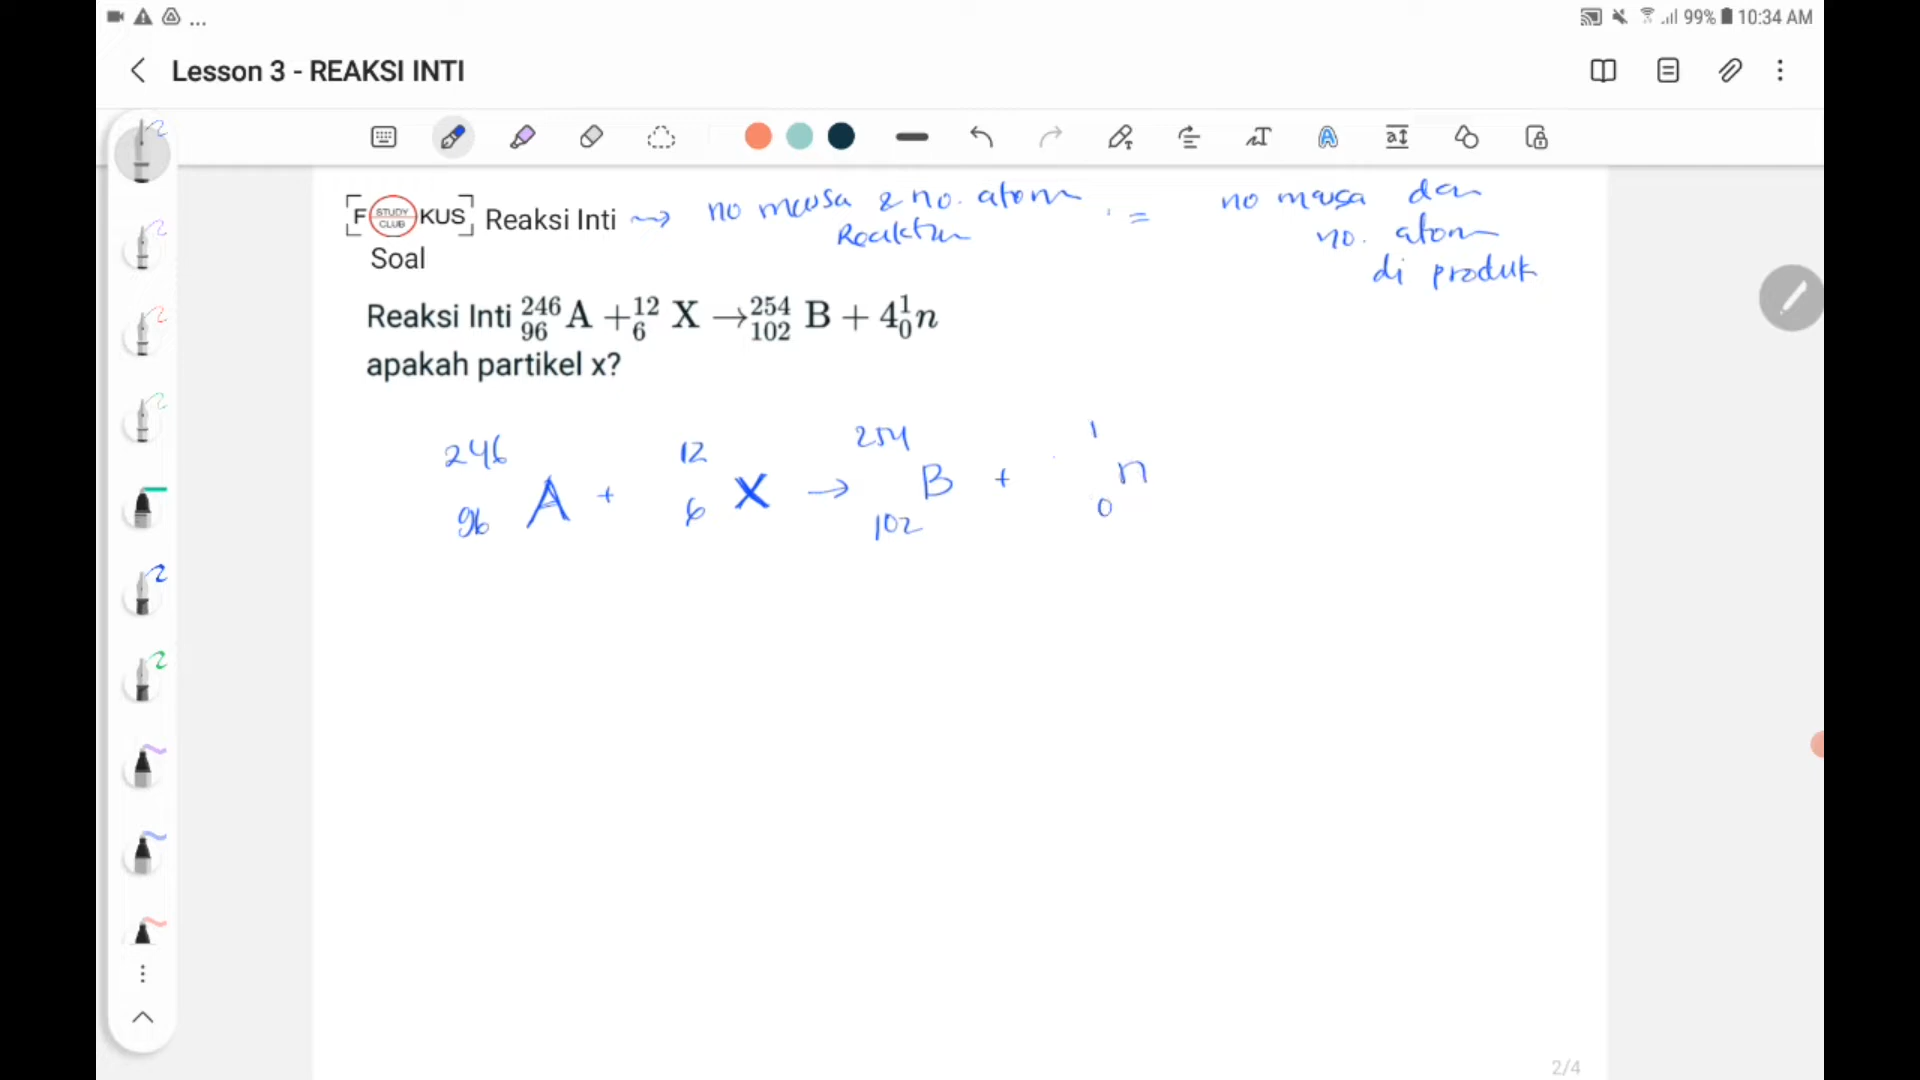 ... 99% 10:34 AM
Lesson 3 - REAKSI INTI
F STUDY CLUB KUS Reaksi Inti ⟿ no massa & no. atom Reaktan = no massa dan no. atom di produk
Soal
Reaksi Inti ²⁴⁶₉₆A +¹²₆ X →²⁵⁴₁₀₂ B + 4¹₀n
apakah partikel x?
²⁴⁶₉₆A + ¹²₆X → ²⁵⁴₁₀₂B + ¹₀n
2/4